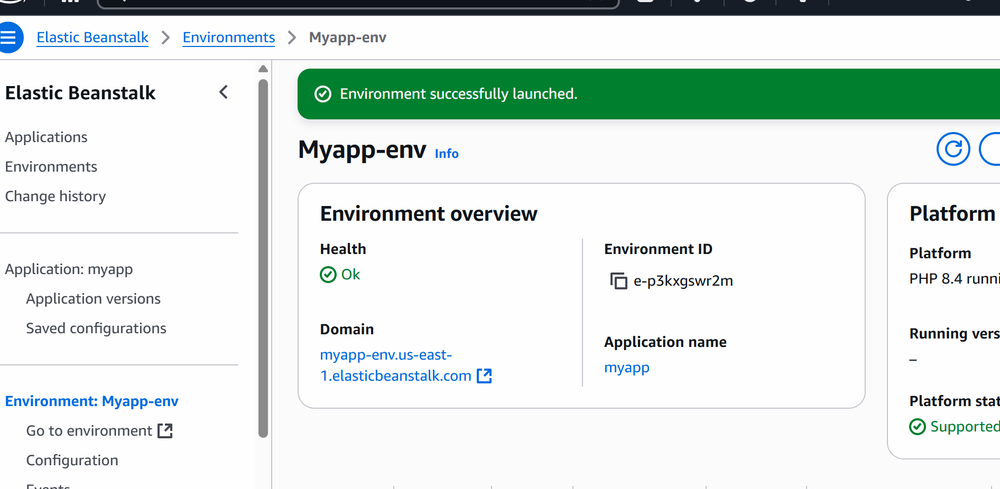 Elastic Beanstalk
Environments
Myapp-env
Elastic Beanstalk
Applications
Environments
Change history
Application: myapp
Application versions
Saved configurations
Environment: Myapp-env
Go to environment
Configuration
Events
Environment successfully launched.
Myapp-env Info
Environment overview
Health
Ok
Domain
myapp-env.us-east-
1.elasticbeanstalk.com
Environment ID
e-p3kxgswr2m
Application name
myapp
Platform
Platform
PHP 8.4 runni
Running vers
–
Platform stat
Supported